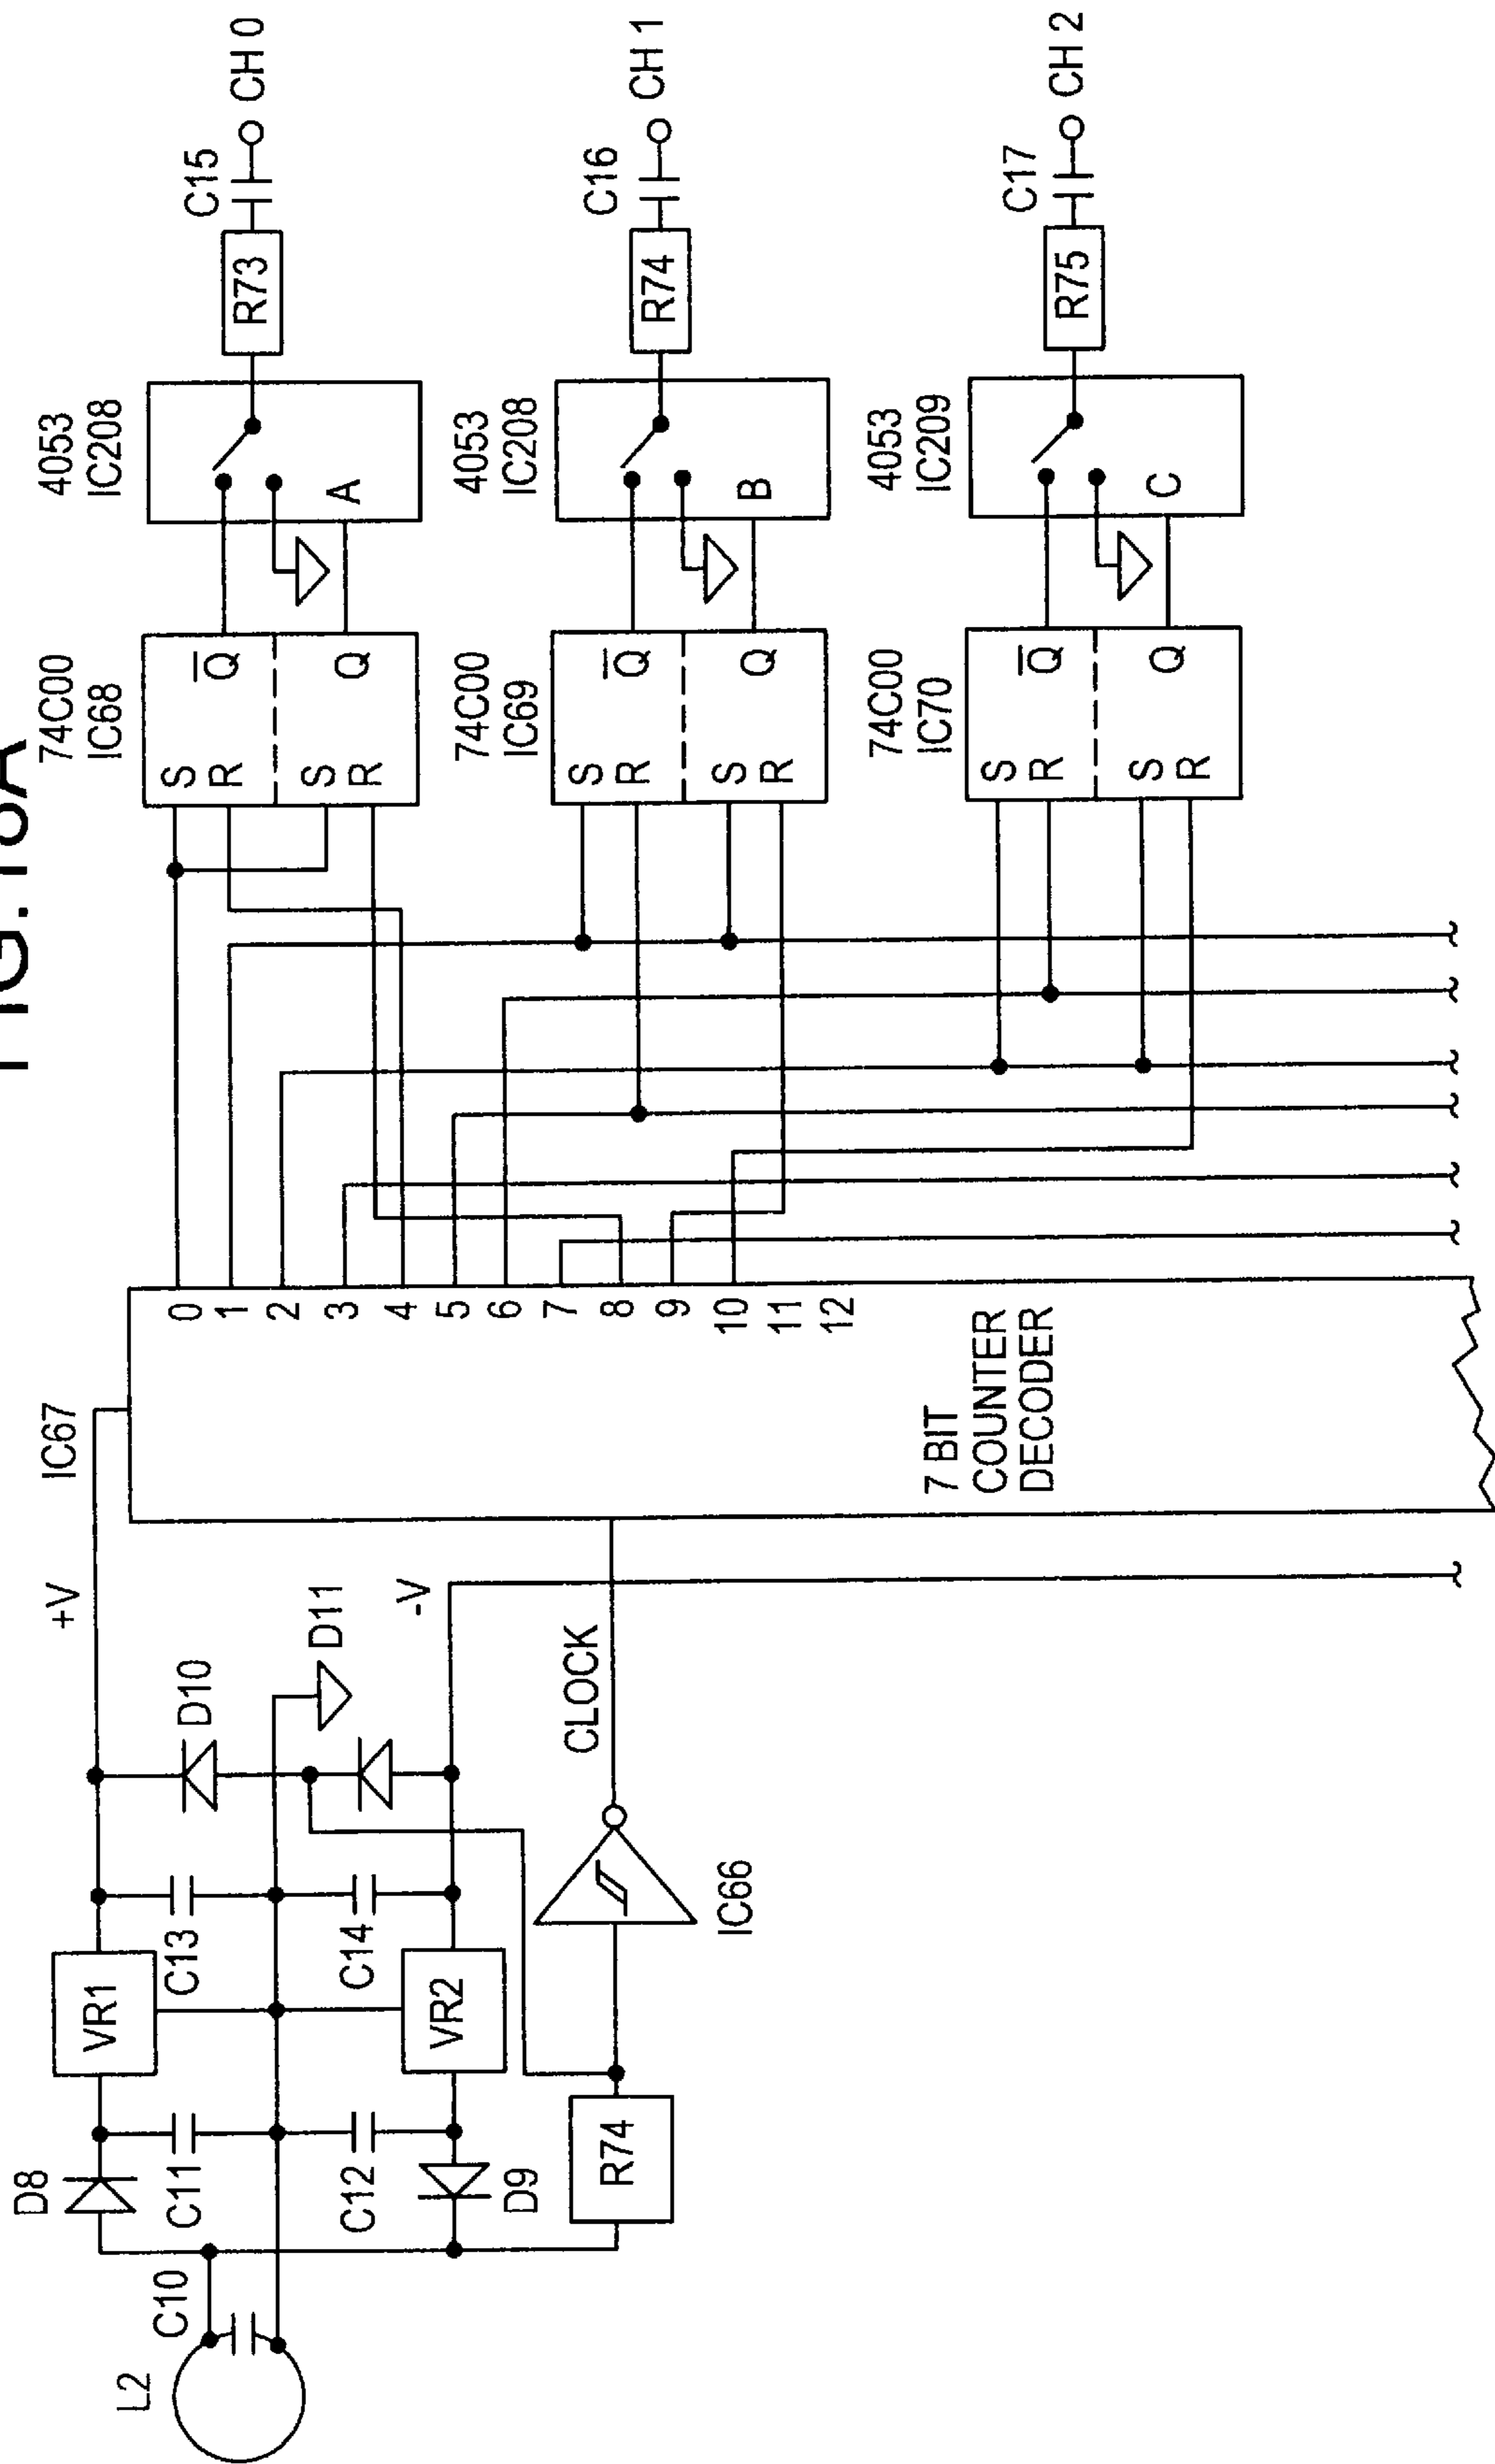 L2
C10
D8
C11
C12
D9
R74
VR1
C13
C14
VR2
IC66
D10
D11
+V
-V
CLOCK
IC67
7 BIT
COUNTER
DECODER
0
1
2
3
4
5
6
7
8
9
10
11
12
74C00
IC68
S
R
Q̅
S
R
Q
4053
IC208
A
R73
C15
CH 0
74C00
IC69
S
R
Q̅
S
R
Q
4053
IC208
B
R74
C16
CH 1
74C00
IC70
S
R
Q̅
S
R
Q
4053
IC209
C
R75
C17
CH 2